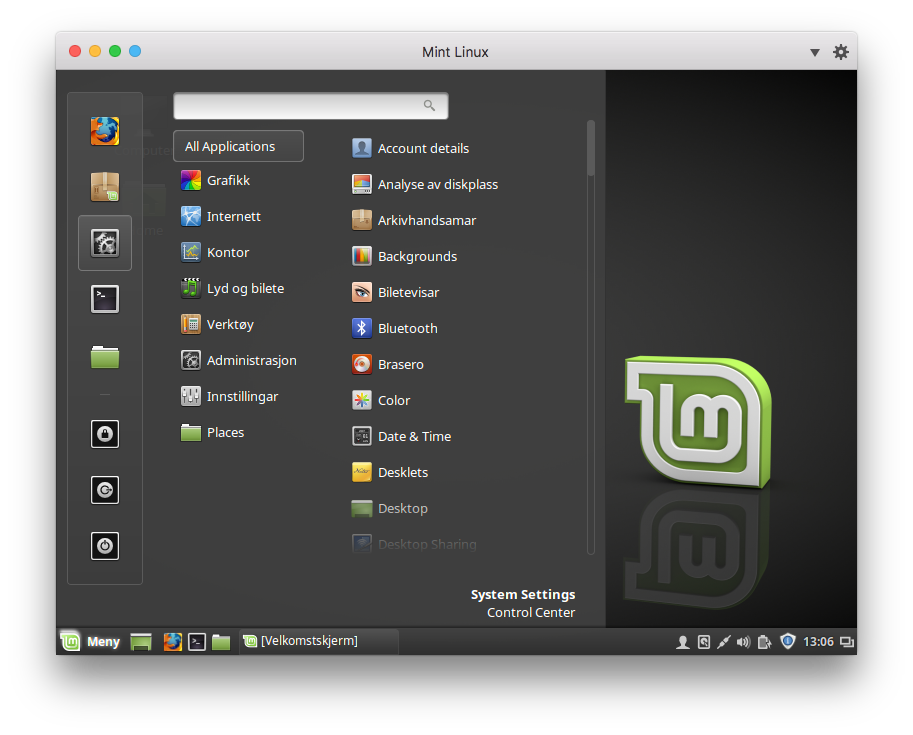 Mint Linux
All Applications
Grafikk
Internett
Kontor
Lyd og bilete
Verktøy
Administrasjon
Innstillingar
Places
Account details
Analyse av diskplass
Arkivhandsamar
Backgrounds
Biletevisar
Bluetooth
Brasero
Color
Date & Time
Desklets
Desktop
Desktop Sharing
System Settings
Control Center
Meny
[Velkomstskjerm]
13:06